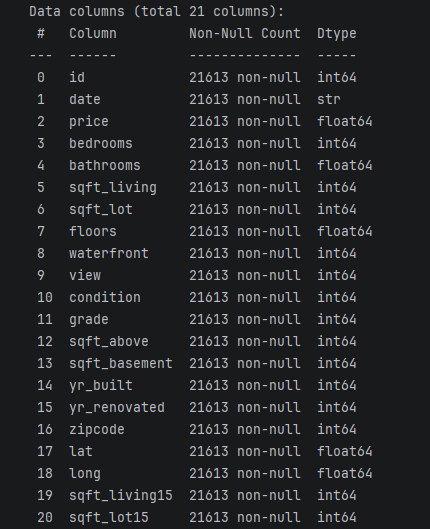 Data columns (total 21 columns):
 #   Column         Non-Null Count  Dtype
---  ------         --------------  -----
 0   id             21613 non-null  int64
 1   date           21613 non-null  str
 2   price          21613 non-null  float64
 3   bedrooms       21613 non-null  int64
 4   bathrooms      21613 non-null  float64
 5   sqft_living    21613 non-null  int64
 6   sqft_lot       21613 non-null  int64
 7   floors         21613 non-null  float64
 8   waterfront     21613 non-null  int64
 9   view           21613 non-null  int64
 10  condition      21613 non-null  int64
 11  grade          21613 non-null  int64
 12  sqft_above     21613 non-null  int64
 13  sqft_basement  21613 non-null  int64
 14  yr_built       21613 non-null  int64
 15  yr_renovated   21613 non-null  int64
 16  zipcode        21613 non-null  int64
 17  lat            21613 non-null  float64
 18  long           21613 non-null  float64
 19  sqft_living15  21613 non-null  int64
 20  sqft_lot15     21613 non-null  int64